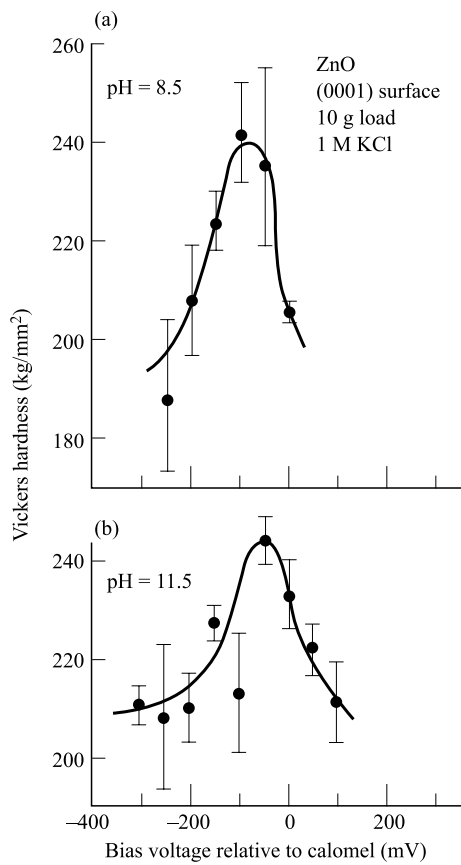 (a)
260
pH = 8.5
ZnO
(0001) surface
10 g load
1 M KCl
240
220
200
180
Vickers hardness (kg/mm²)
(b)
240
pH = 11.5
220
200
–400 –200 0 200
Bias voltage relative to calomel (mV)